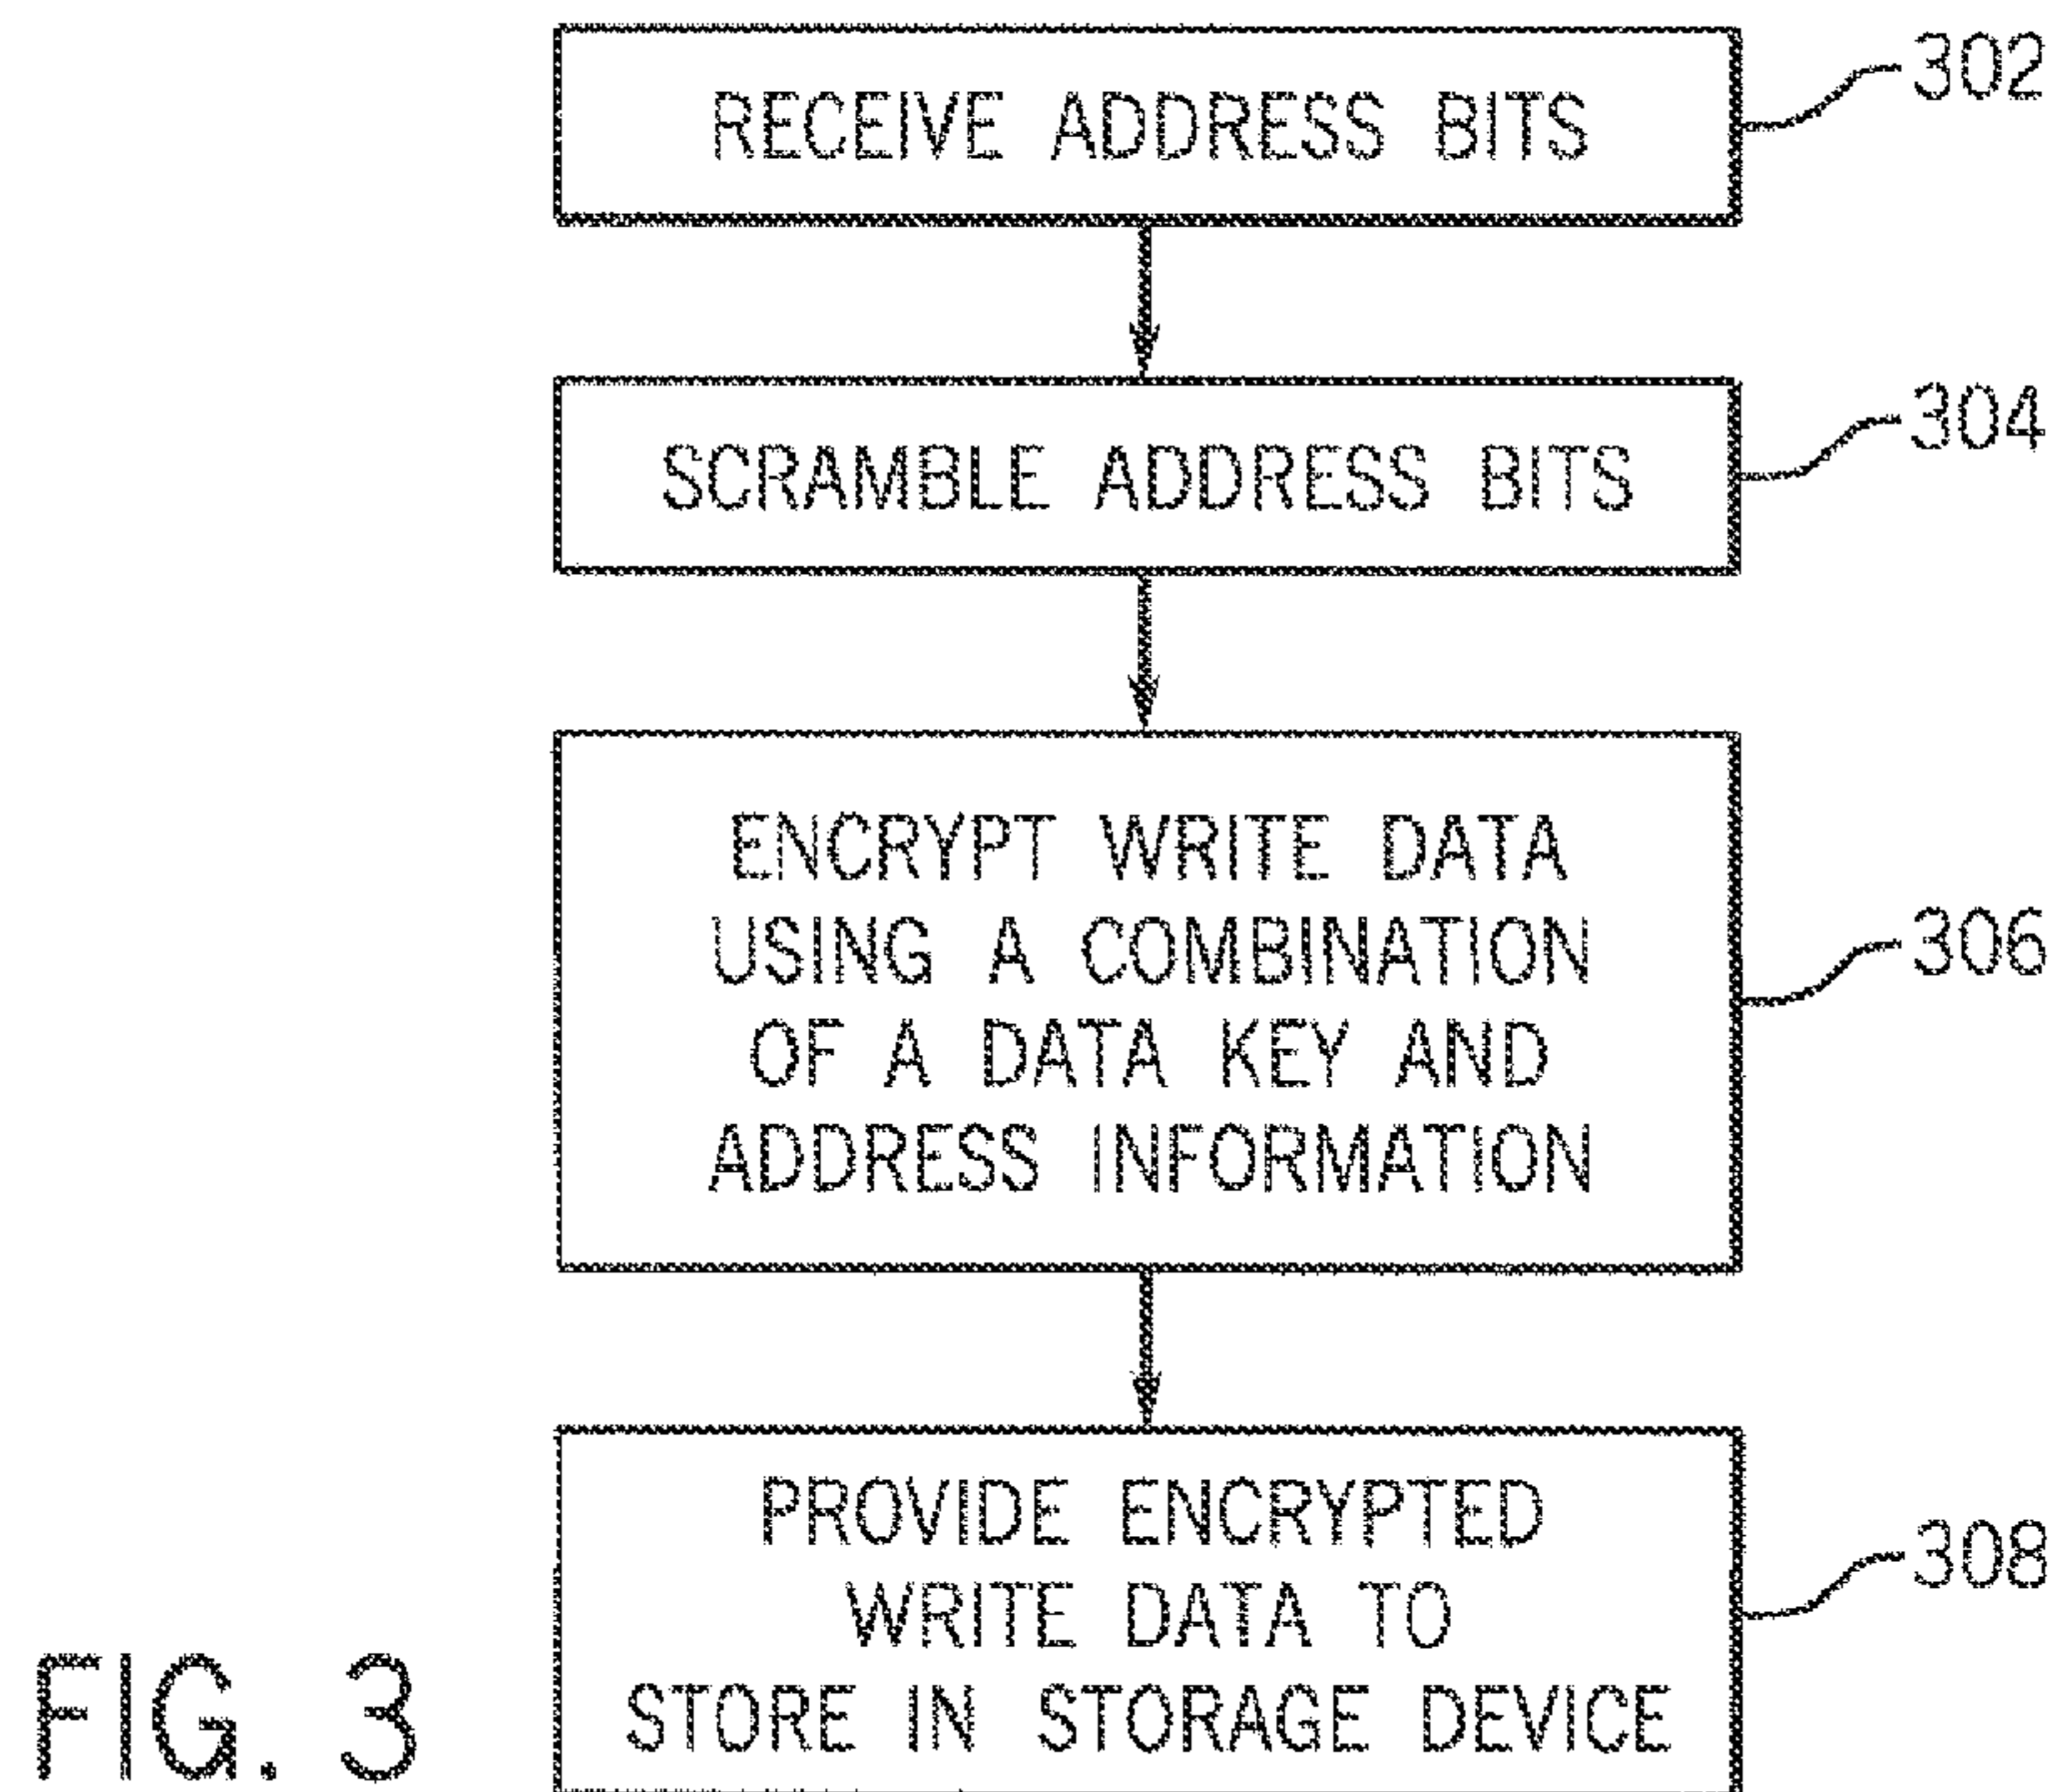 RECEIVE ADDRESS BITS
302
SCRAMBLE ADDRESS BITS
304
ENCRYPT WRITE DATA
USING A COMBINATION
OF A DATA KEY AND
ADDRESS INFORMATION
306
PROVIDE ENCRYPTED
WRITE DATA TO
STORE IN STORAGE DEVICE
308
FIG. 3